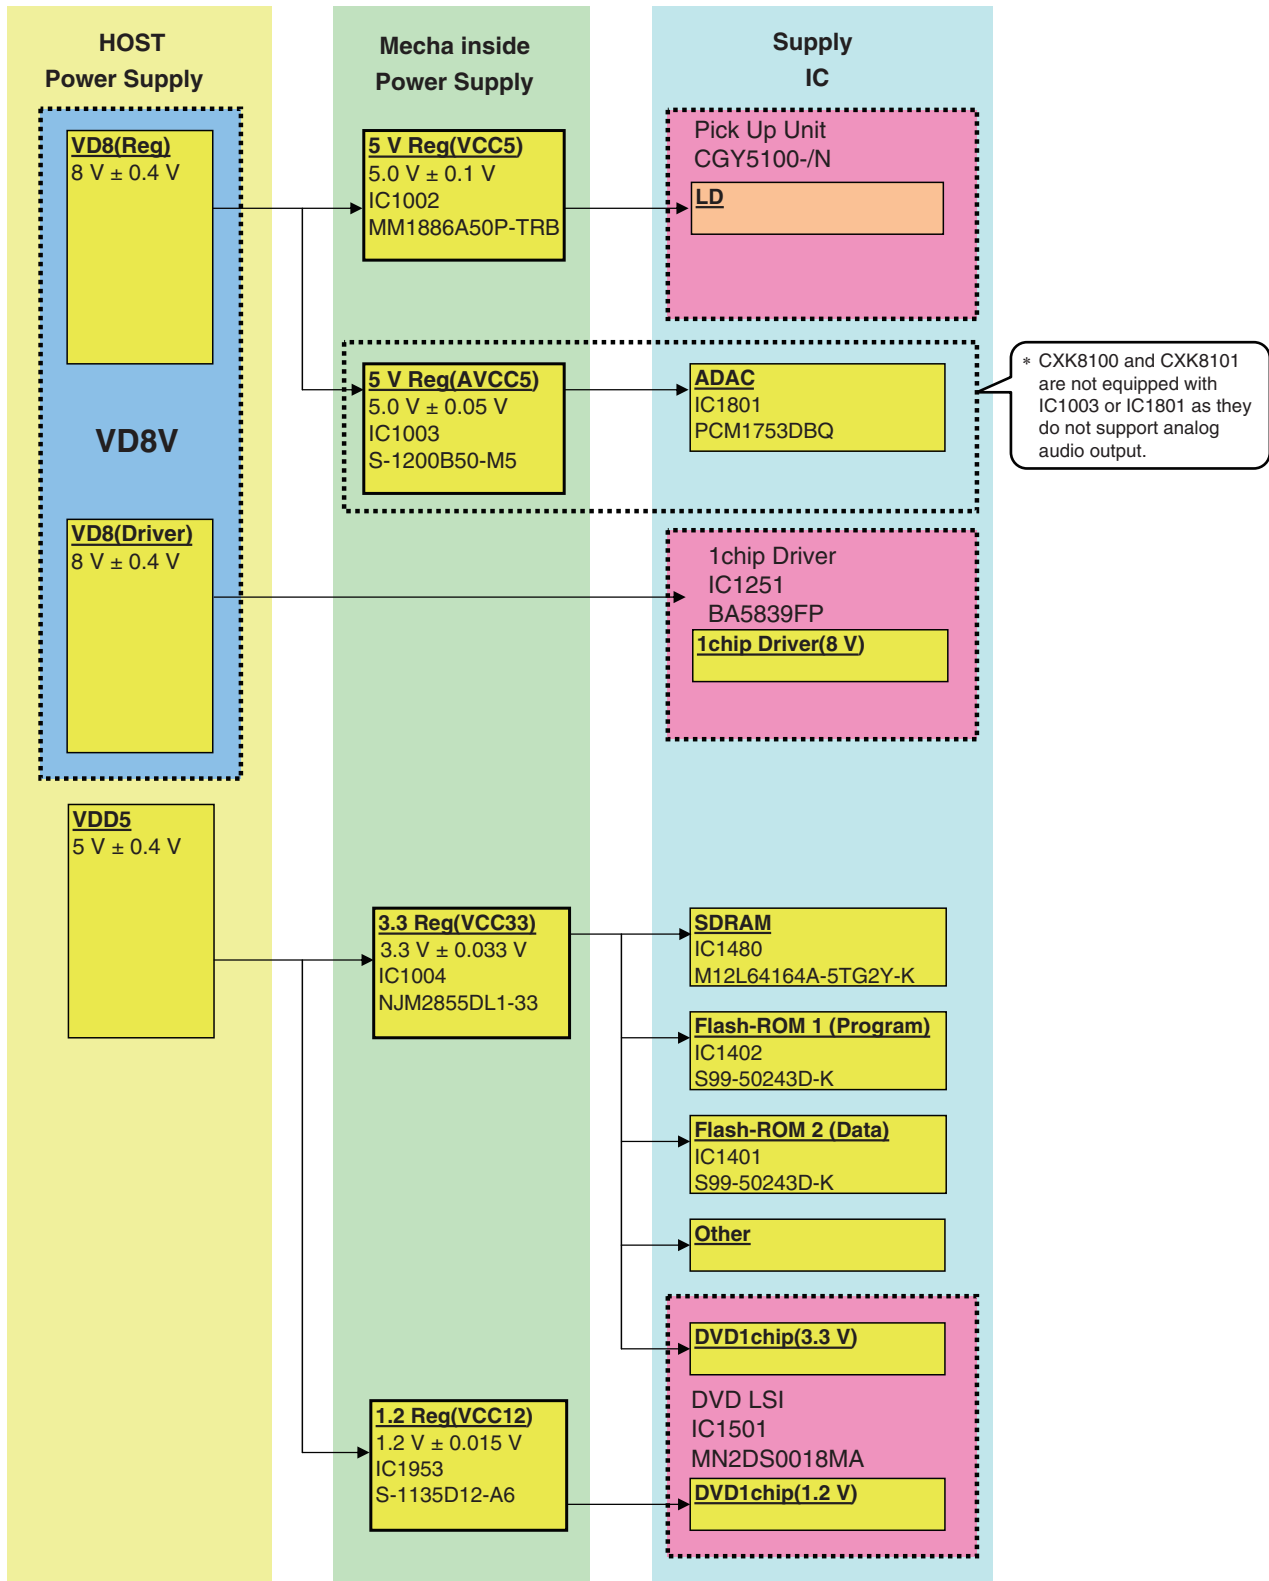 HOST
Power Supply
Mecha inside
Power Supply
Supply
IC
VD8V
VD8(Reg)
8 V ± 0.4 V
5 V Reg(VCC5)
5.0 V ± 0.1 V
IC1002
MM1886A50P-TRB
Pick Up Unit
CGY5100-/N
LD
5 V Reg(AVCC5)
5.0 V ± 0.05 V
IC1003
S-1200B50-M5
ADAC
IC1801
PCM1753DBQ
* CXK8100 and CXK8101
are not equipped with
IC1003 or IC1801 as they
do not support analog
audio output.
VD8(Driver)
8 V ± 0.4 V
1chip Driver
IC1251
BA5839FP
1chip Driver(8 V)
VDD5
5 V ± 0.4 V
3.3 Reg(VCC33)
3.3 V ± 0.033 V
IC1004
NJM2855DL1-33
SDRAM
IC1480
M12L64164A-5TG2Y-K
Flash-ROM 1 (Program)
IC1402
S99-50243D-K
Flash-ROM 2 (Data)
IC1401
S99-50243D-K
Other
DVD1chip(3.3 V)
DVD LSI
IC1501
MN2DS0018MA
1.2 Reg(VCC12)
1.2 V ± 0.015 V
IC1953
S-1135D12-A6
DVD1chip(1.2 V)